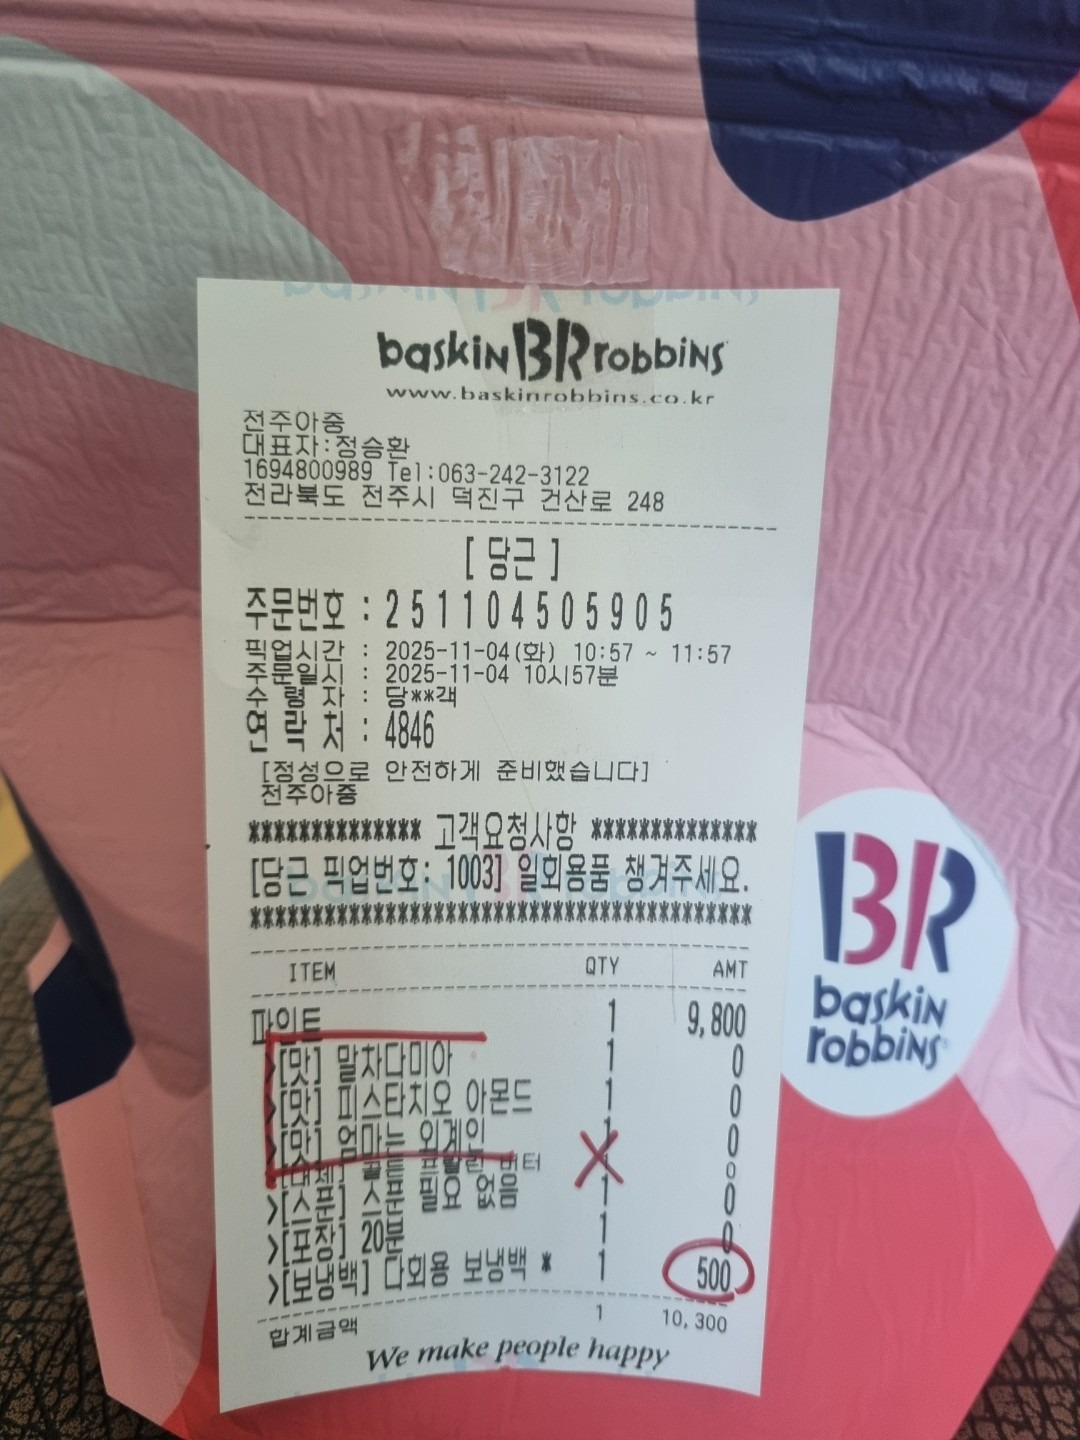 baskin BR robbins
www.baskinrobbins.co.kr
전주아중
대표자:정승환
1694800989 Tel:063-242-3122
전라북도 전주시 덕진구 건산로 248
[ 당근 ]
주문번호 : 251104505905
픽업시간 : 2025-11-04(화) 10:57 ~ 11:57
주문일시 : 2025-11-04 10시57분
수 령 자 : 당**객
연 락 처 : 4846
[정성으로 안전하게 준비했습니다]
전주아중
************** 고객요청사항 **************
[당근 픽업번호: 1003] 일회용품 챙겨주세요.
******************************************
ITEM QTY AMT
파인트 1 9,800
>[맛] 말차다미아 1 0
>[맛] 피스타치오 아몬드 1 0
>[맛] 엄마는 외계인 1 0
[대체] 골든 프랄린 버터 0
>[스푼] 스푼 필요 없음 1 0
>[포장] 20분 1 0
>[보냉백] 다회용 보냉백 * 1 500
합계금액 1 10,300
We make people happy
BR
baskin
robbins